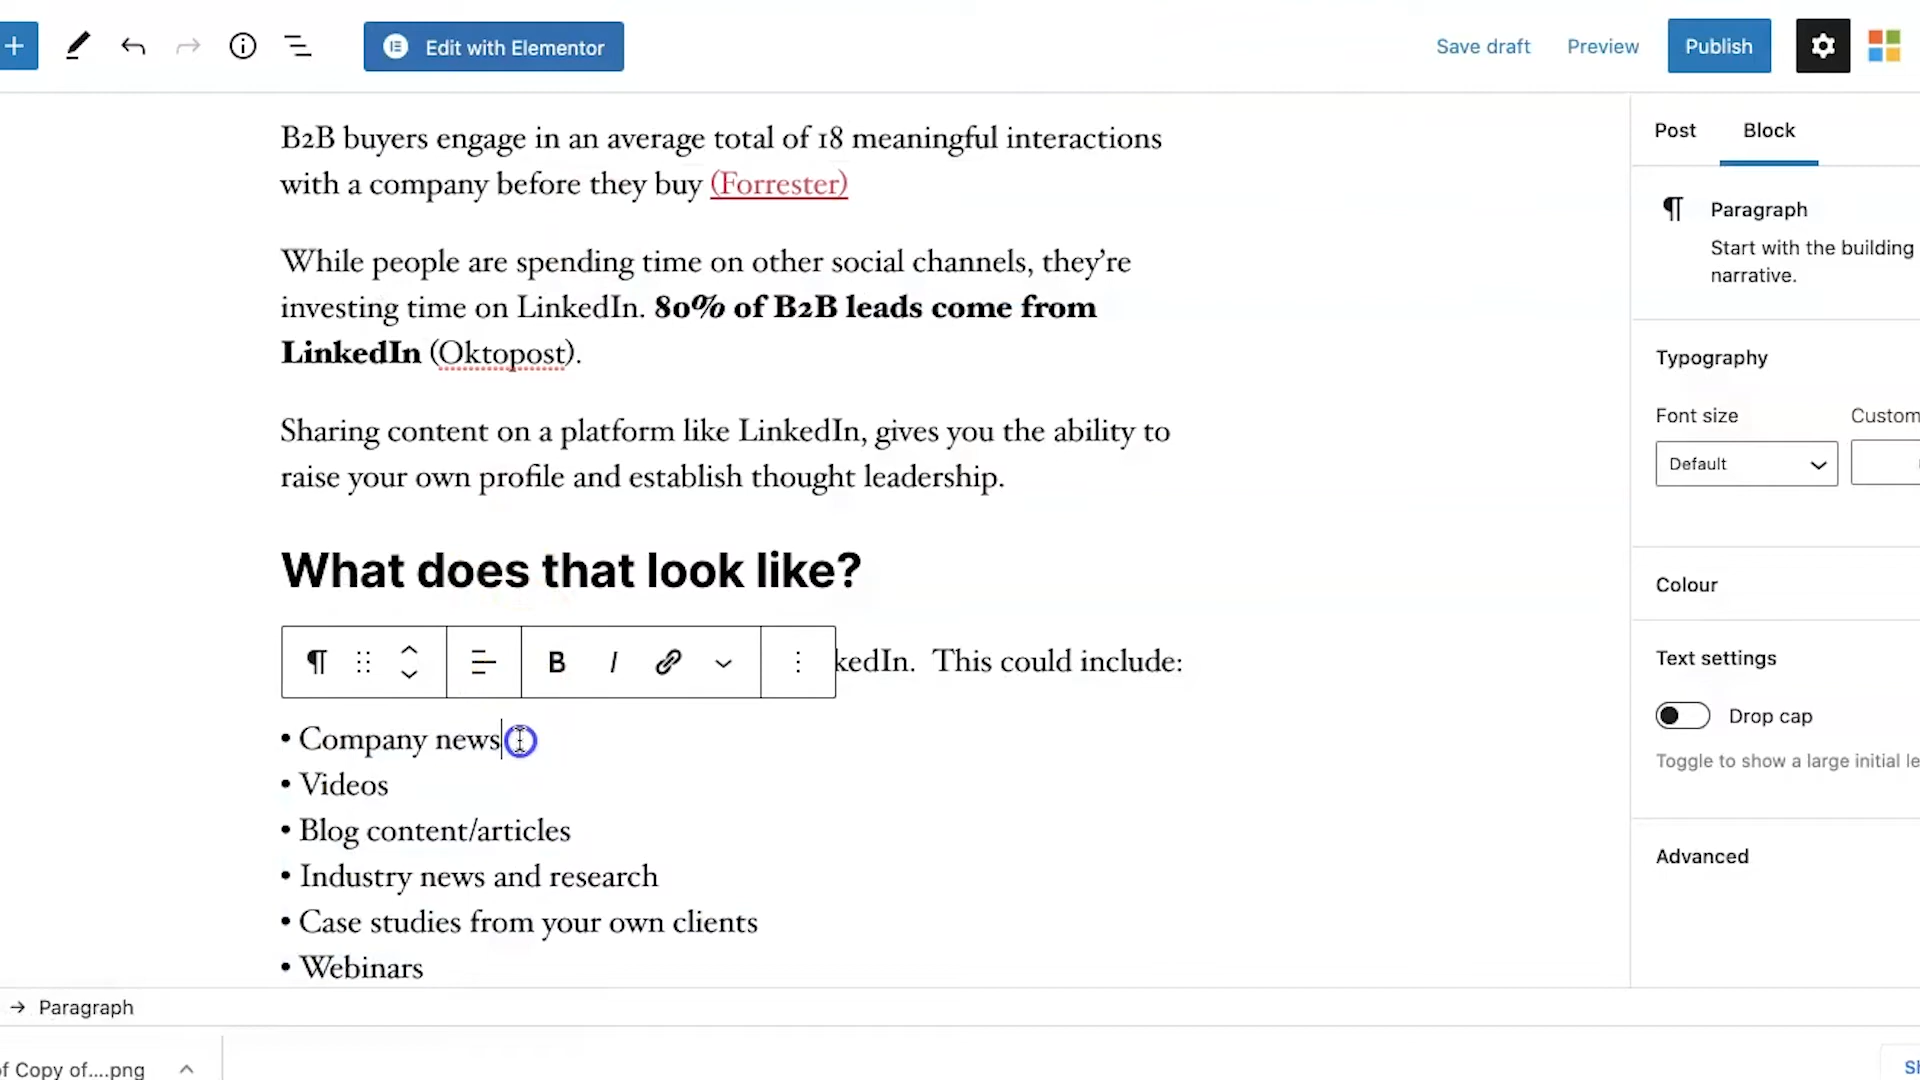 Edit with Elementor
Save draft
Preview
Publish
B2B buyers engage in an average total of 18 meaningful interactions
with a company before they buy (Forrester)
While people are spending time on other social channels, they’re
investing time on LinkedIn. 80% of B2B leads come from
LinkedIn (Oktopost).
Sharing content on a platform like LinkedIn, gives you the ability to
raise your own profile and establish thought leadership.
What does that look like?
B I
kedIn.  This could include:
• Company news
• Videos
• Blog content/articles
• Industry news and research
• Case studies from your own clients
• Webinars
Post
Block
Paragraph
Start with the building
narrative.
Typography
Font size
Custom
Default
Colour
Text settings
Drop cap
Toggle to show a large initial le
Advanced
→ Paragraph
of Copy of....png